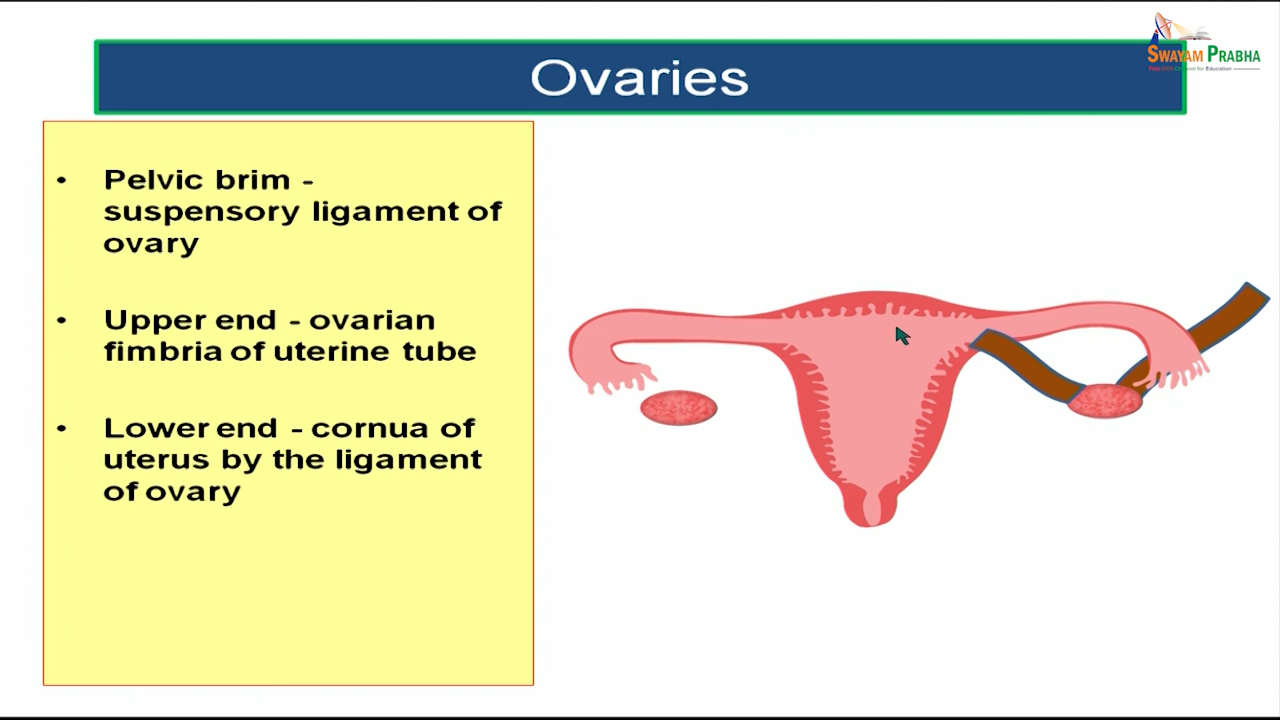 SWAYAM PRABHA
Ovaries
• Pelvic brim -
suspensory ligament of
ovary
• Upper end - ovarian
fimbria of uterine tube
• Lower end - cornua of
uterus by the ligament
of ovary